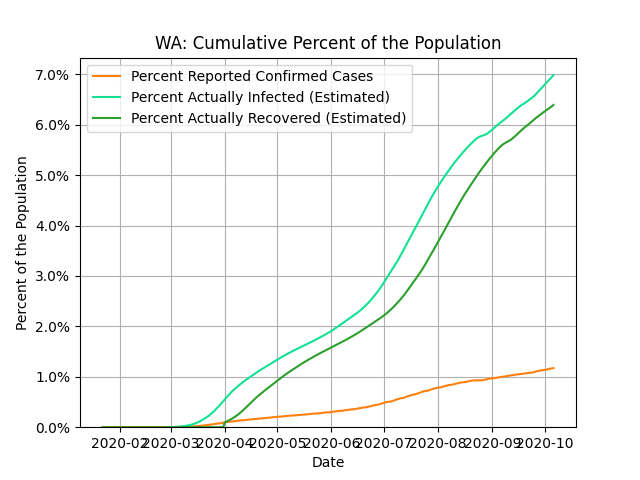 WA: Cumulative Percent of the Population
Percent Reported Confirmed Cases
Percent Actually Infected (Estimated)
Percent Actually Recovered (Estimated)
7.0%
6.0%
5.0%
4.0%
3.0%
2.0%
1.0%
0.0%
Percent of the Population
2020-02 2020-03 2020-04 2020-05 2020-06 2020-07 2020-08 2020-09 2020-10
Date